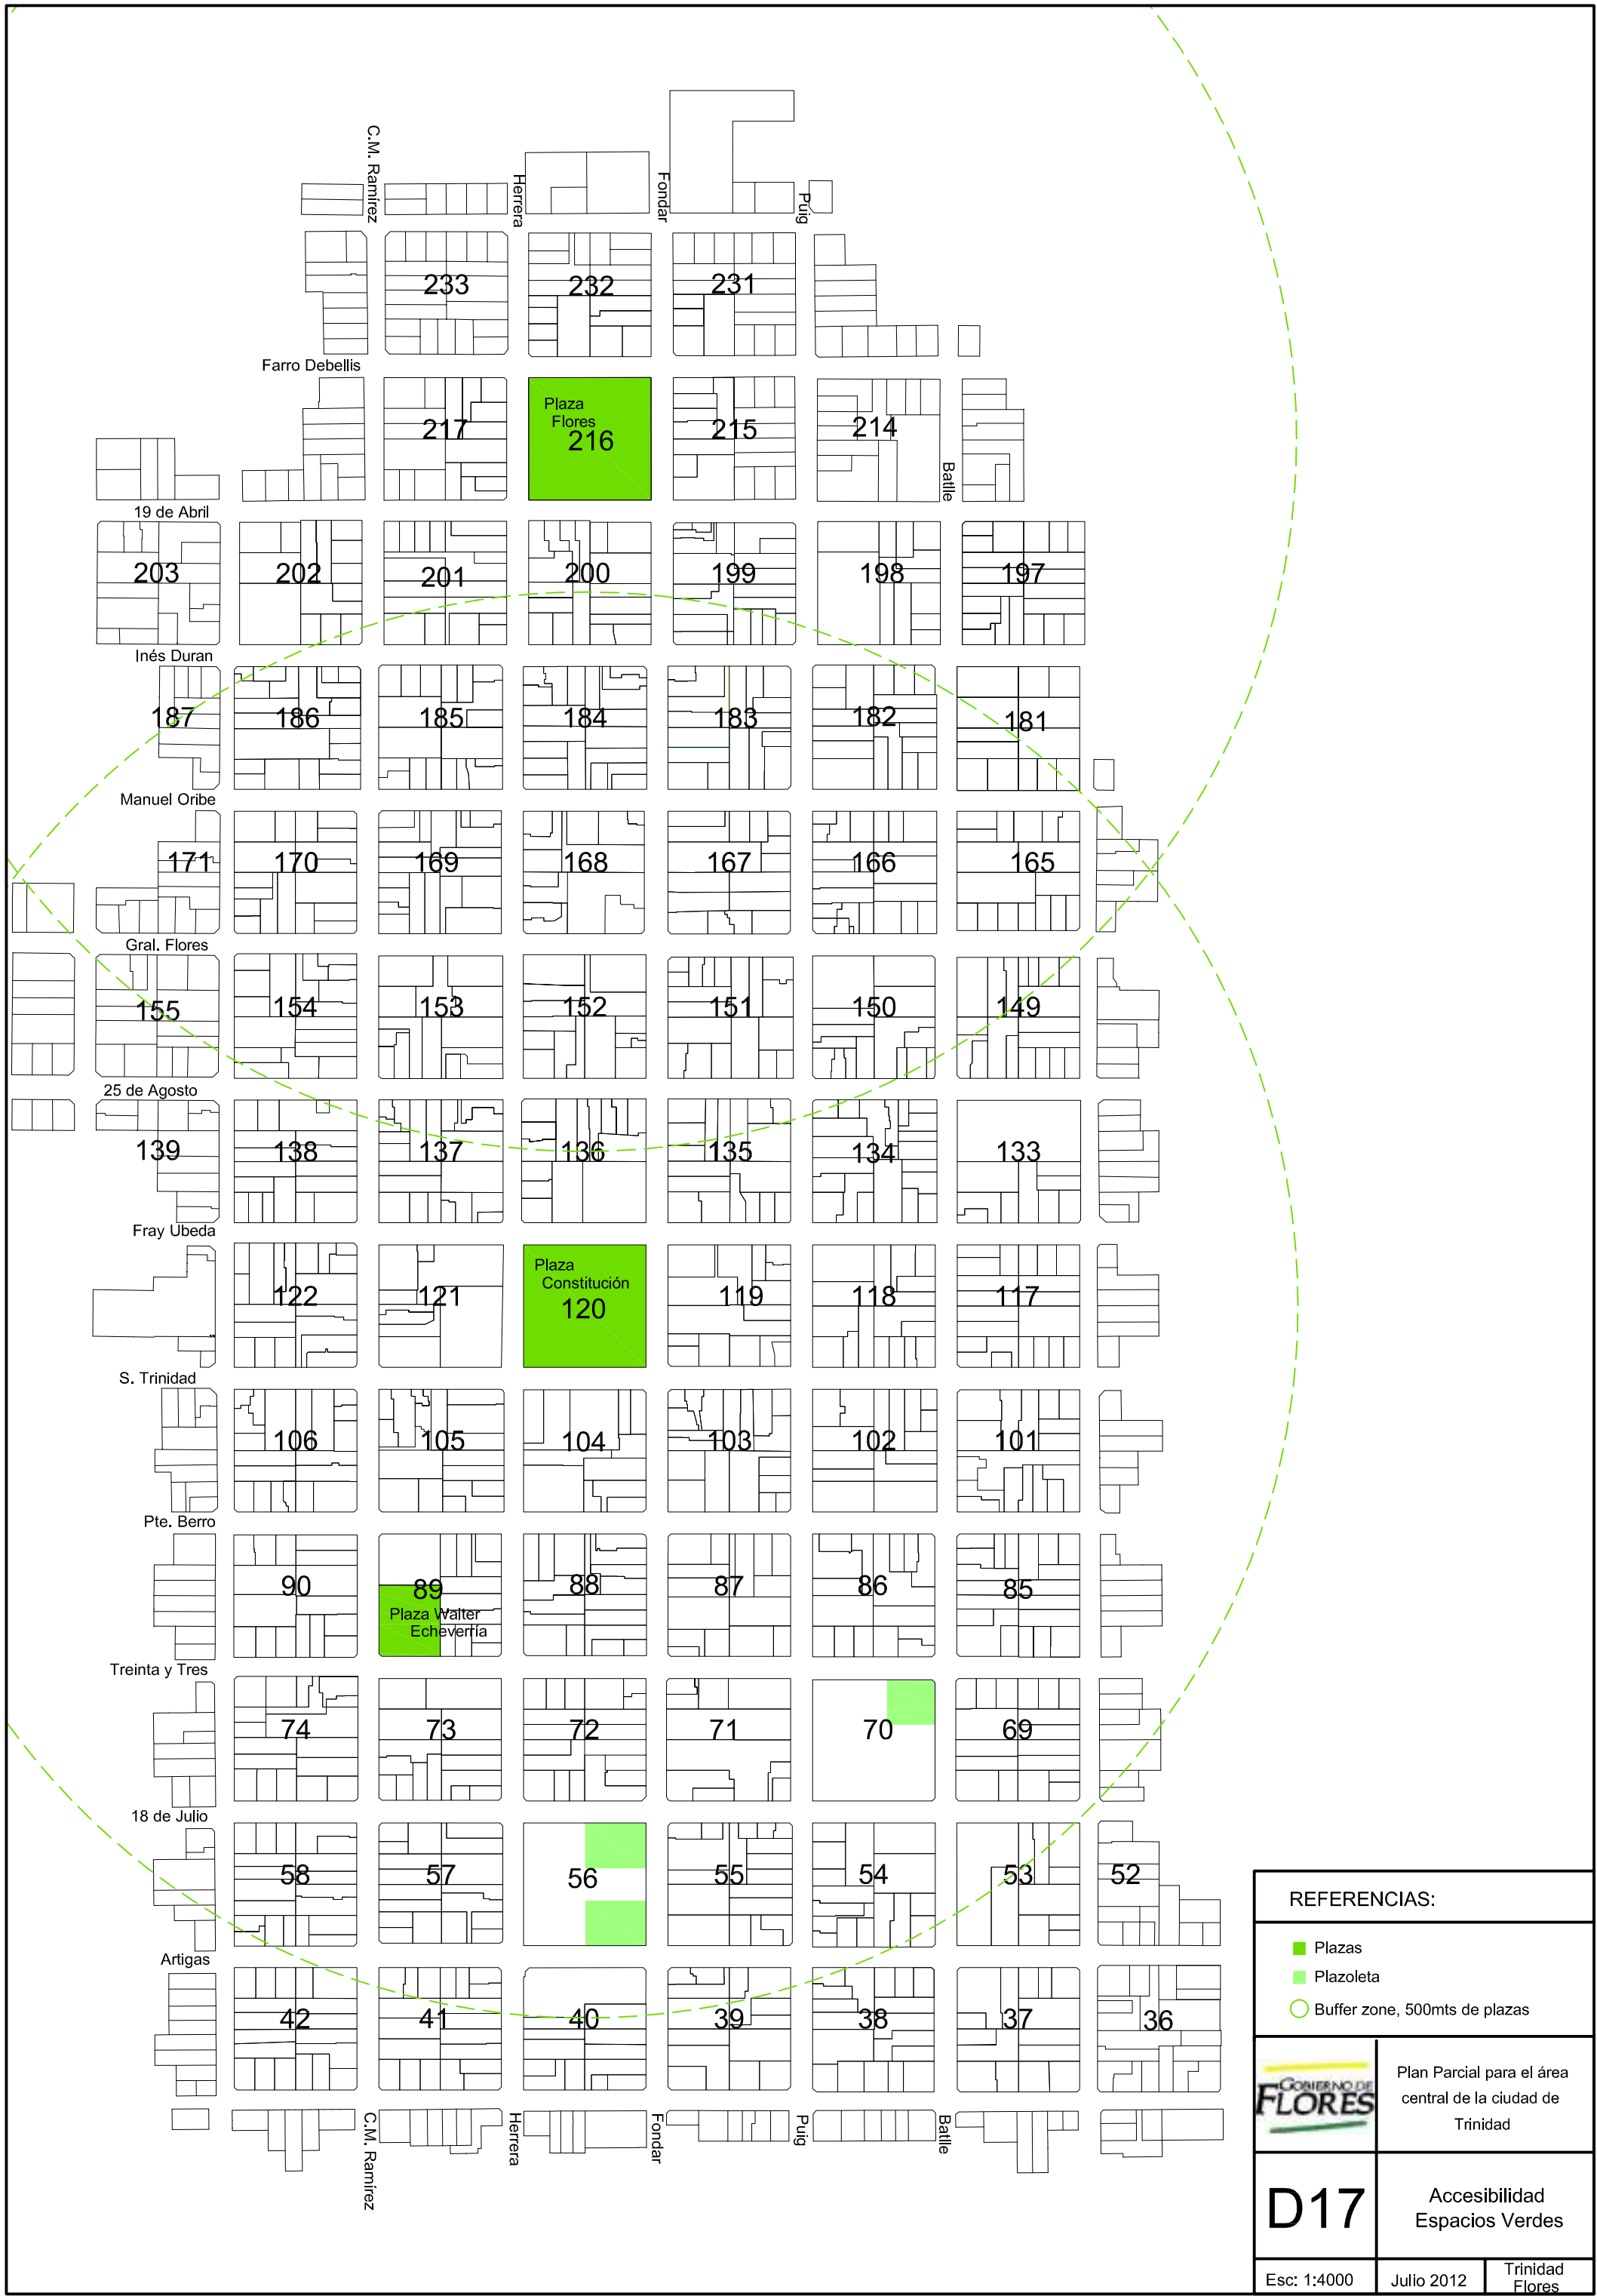 C.M. Ramírez
Herrera
Fondar
Puig
233
232
231
Farro Debellis
217
Plaza
Flores
216
215
214
Batlle
19 de Abril
203
202
201
200
199
198
197
Inés Duran
187
186
185
184
183
182
181
Manuel Oribe
171
170
169
168
167
166
165
Gral. Flores
155
154
153
152
151
150
149
25 de Agosto
139
138
137
136
135
134
133
Fray Ubeda
122
121
Plaza
Constitución
120
119
118
117
S. Trinidad
106
105
104
103
102
101
Pte. Berro
90
89
Plaza Walter
Echeverría
88
87
86
85
Treinta y Tres
74
73
72
71
70
69
18 de Julio
58
57
56
55
54
53
52
Artigas
42
41
40
39
38
37
36
C.M. Ramírez
Herrera
Fondar
Puig
Batlle
REFERENCIAS:
Plazas
Plazoleta
Buffer zone, 500mts de plazas
GOBIERNO DE
FLORES
Plan Parcial para el área
central de la ciudad de
Trinidad
D17
Accesibilidad
Espacios Verdes
Esc: 1:4000
Julio 2012
Trinidad
Flores